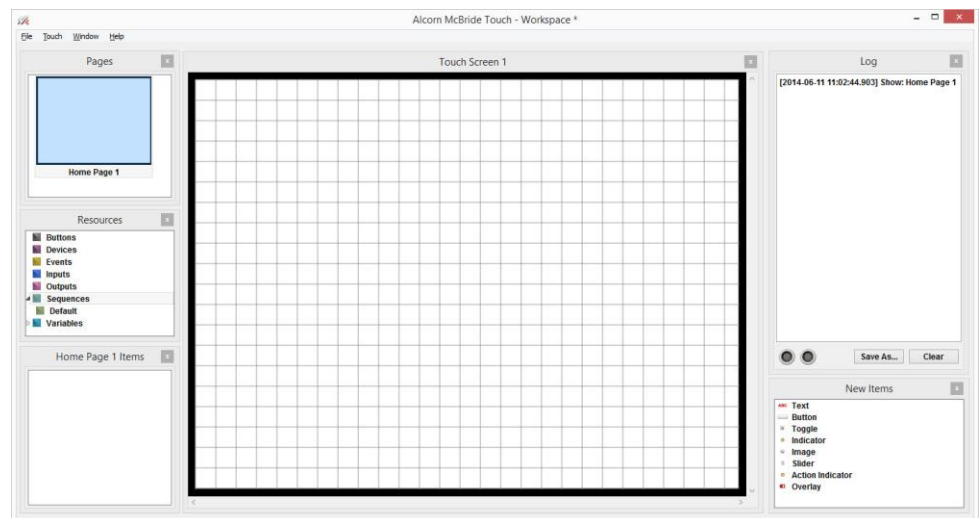 Alcorn McBride Touch - Workspace *
File Touch Window Help
Pages
Home Page 1
Resources
Buttons
Devices
Events
Inputs
Outputs
Sequences
Default
Variables
Home Page 1 Items
Touch Screen 1
Log
[2014-06-11 11:02:44.903] Show: Home Page 1
Save As... Clear
New Items
ABC Text
Button
Toggle
Indicator
Image
Slider
Action Indicator
Overlay